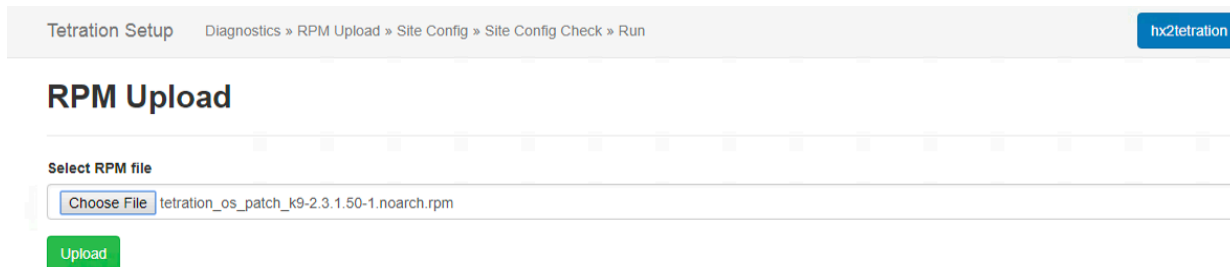 Tetration Setup Diagnostics » RPM Upload » Site Config » Site Config Check » Run hx2tetration
RPM Upload
Select RPM file
Choose File tetration_os_patch_k9-2.3.1.50-1.noarch.rpm
Upload